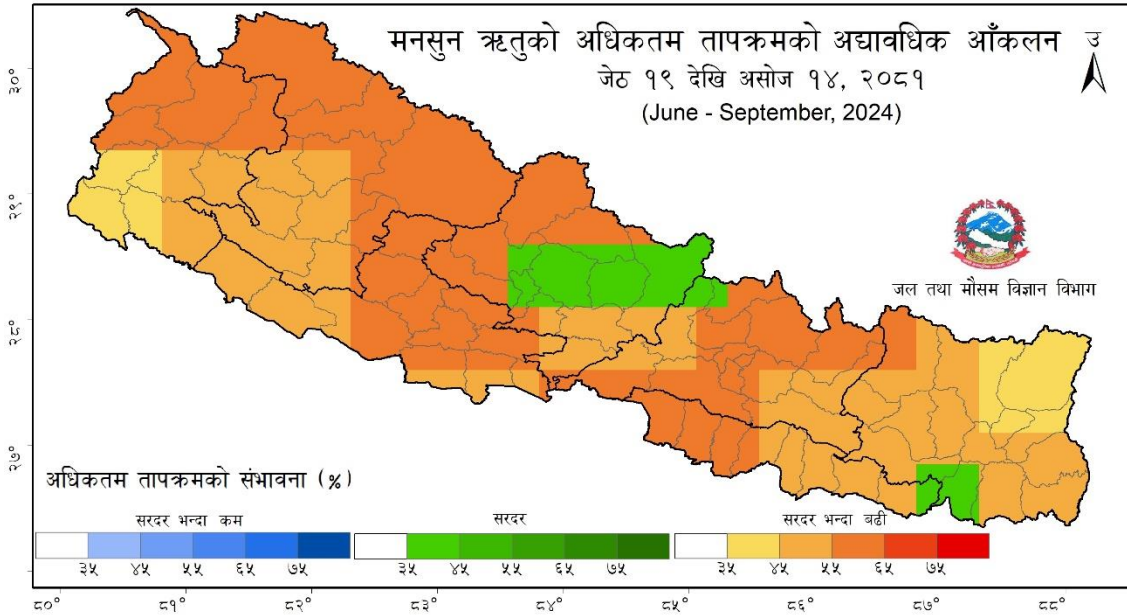 मनसुन ऋतुको अधिकतम तापक्रमको अद्यावधिक आँकलन
उ
जेठ १९ देखि असोज १४, २०८१
(June - September, 2024)
३०°
२९°
२८°
२७°
जल तथा मौसम विज्ञान विभाग
अधिकतम तापक्रमको संभावना (%)
सरदर भन्दा कम
सरदर
सरदर भन्दा बढी
३५ ४५ ५५ ६५ ७५
३५ ४५ ५५ ६५ ७५
३५ ४५ ५५ ६५ ७५
८०° ८१° ८२° ८३° ८४° ८५° ८६° ८७° ८८°